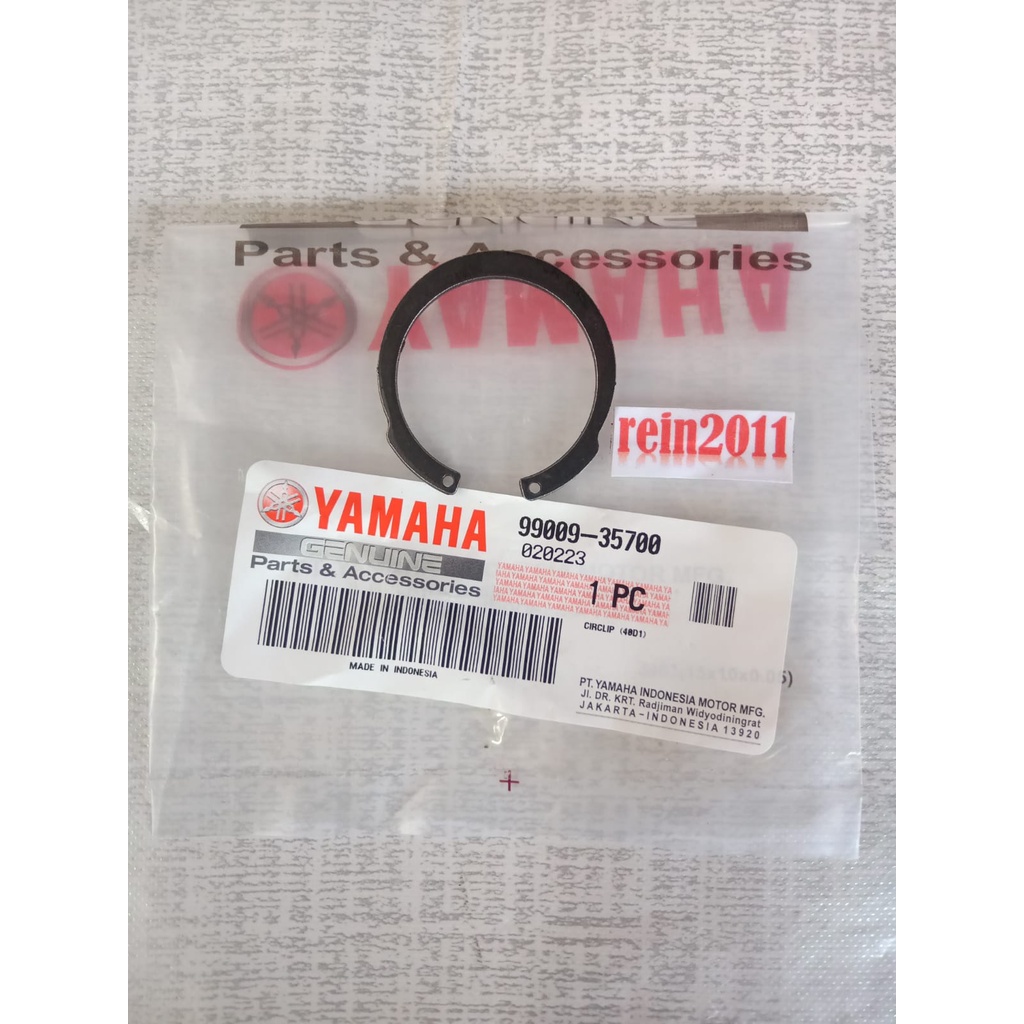 GENUINE
Parts & Accessories
YAMAHA
rein2011
YAMAHA
GENUINE
Parts & Accessories
99009-35700
020223
1 PC
CIRCLIP (40D1)
MADE IN INDONESIA
PT. YAMAHA INDONESIA MOTOR MFG.
Jl. DR. KRT. Radjiman Widyodiningrat
JAKARTA - INDONESIA 13920